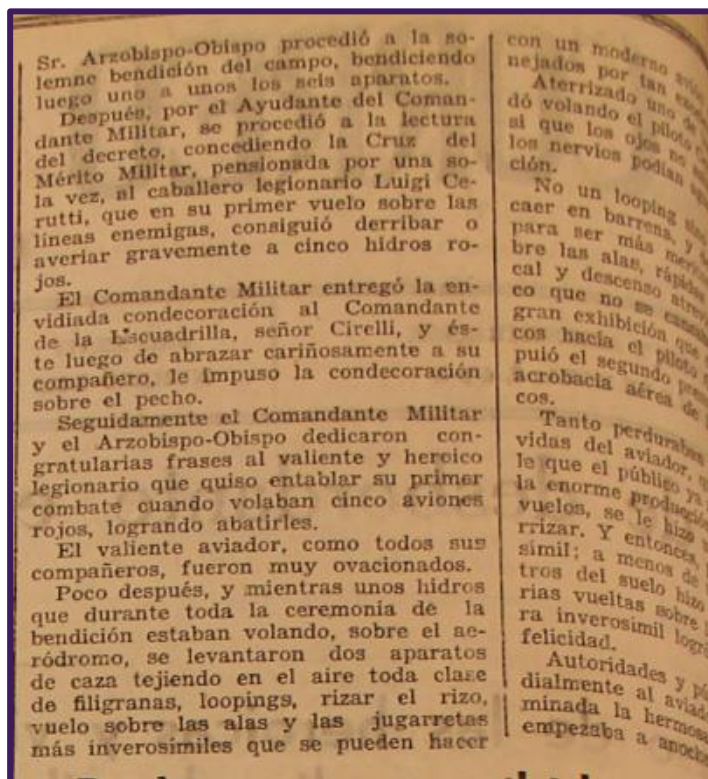 Sr. Arzobispo-Obispo procedió a la so-
lemne bendición del campo, bendiciendo
luego uno a unos los seis aparatos.
Después, por el Ayudante del Coman-
dante Militar, se procedió a la lectura
del decreto, concediendo la Cruz del
Mérito Militar, pensionada por una so-
la vez, al caballero legionario Luigi Ce-
rutti, que en su primer vuelo sobre las
líneas enemigas, consiguió derribar o
averiar gravemente a cinco hidros ro-
jos.
El Comandante Militar entregó la en-
vidiada condecoración al Comandante
de la Escuadrilla, señor Cirelli, y és-
te luego de abrazar cariñosamente a su
compañero, le impuso la condecoración
sobre el pecho.
Seguidamente el Comandante Militar
y el Arzobispo-Obispo dedicaron con-
gratularias frases al valiente y heroico
legionario que quiso entablar su primer
combate cuando volaban cinco aviones
rojos, logrando abatirles.
El valiente aviador, como todos sus
compañeros, fueron muy ovacionados.
Poco después, y mientras unos hidros
que durante toda la ceremonia de la
bendición estaban volando, sobre el ae-
ródromo, se levantaron dos aparatos
de caza tejiendo en el aire toda clase
de filigranas, loopings, rizar el rizo,
vuelo sobre las alas y las jugarretas
más inverosímiles que se pueden hacer
con un moderno
nejados por tan
Aterrizado uno de
dó volando el piloto
si que los ojos no
los nervios podían
ción.
No un looping
caer en barrena, y
para ser más
bre las alas, rápidas
cal y descenso
co que no se
gran exhibición que
cos hacia el piloto
puió el segundo
acrobacia aérea de
cos.
Tanto perduraban
vidas del aviador,
le que el público ya
la enorme producción
vuelos, se le hizo
rrizar. Y entonces,
símil; a menos de
tros del suelo hizo
rias vueltas sobre
ra inverosimil logró
felicidad.
Autoridades y
dialmente al
minada la hermosa
empezaba a